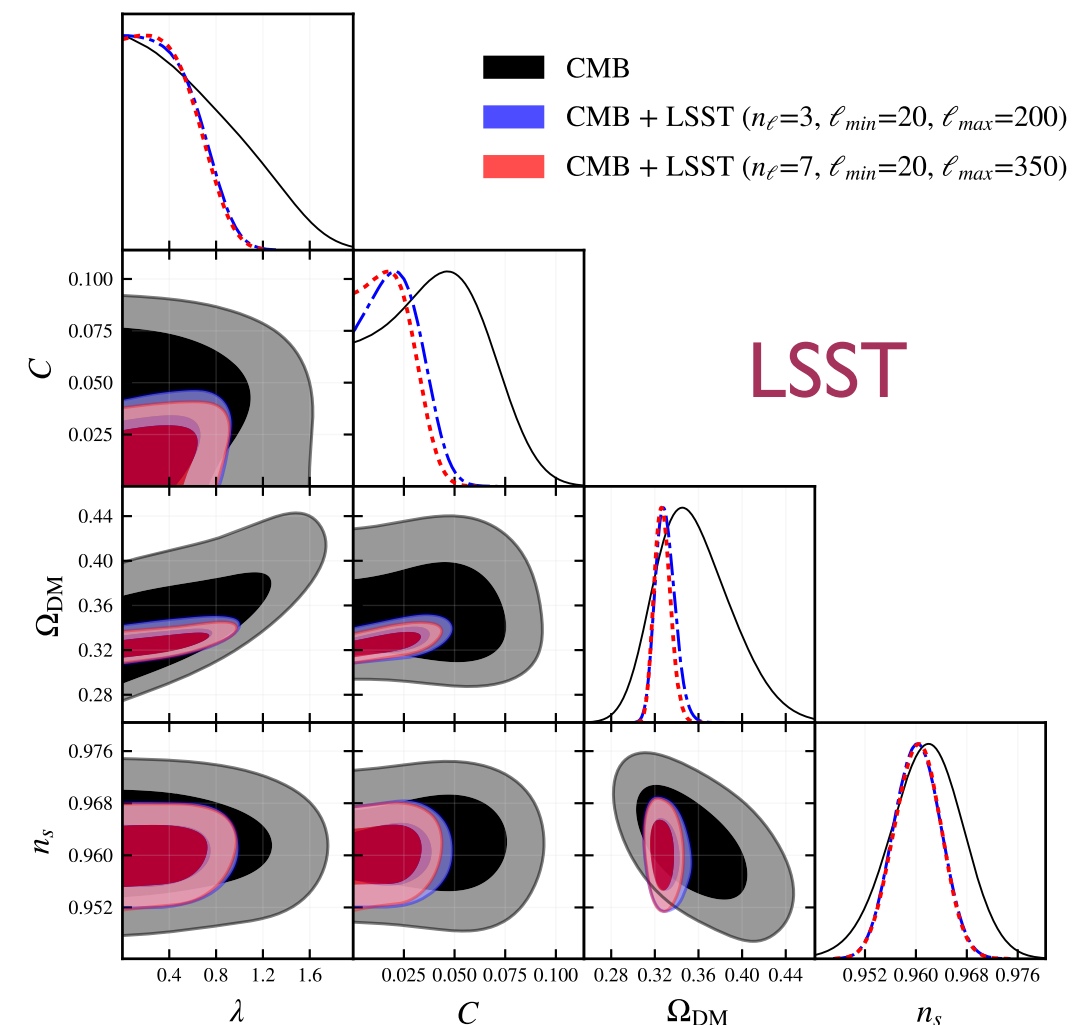 CMB
CMB + LSST (nℓ=3, ℓmin=20, ℓmax=200)
CMB + LSST (nℓ=7, ℓmin=20, ℓmax=350)
LSST
0.100
0.075
0.050
0.025
C
0.44
0.40
0.36
0.32
0.28
ΩDM
0.976
0.968
0.960
0.952
ns
0.4 0.8 1.2 1.6
0.025 0.050 0.075 0.100
0.28 0.32 0.36 0.40 0.44
0.952 0.960 0.968 0.976
λ C ΩDM ns